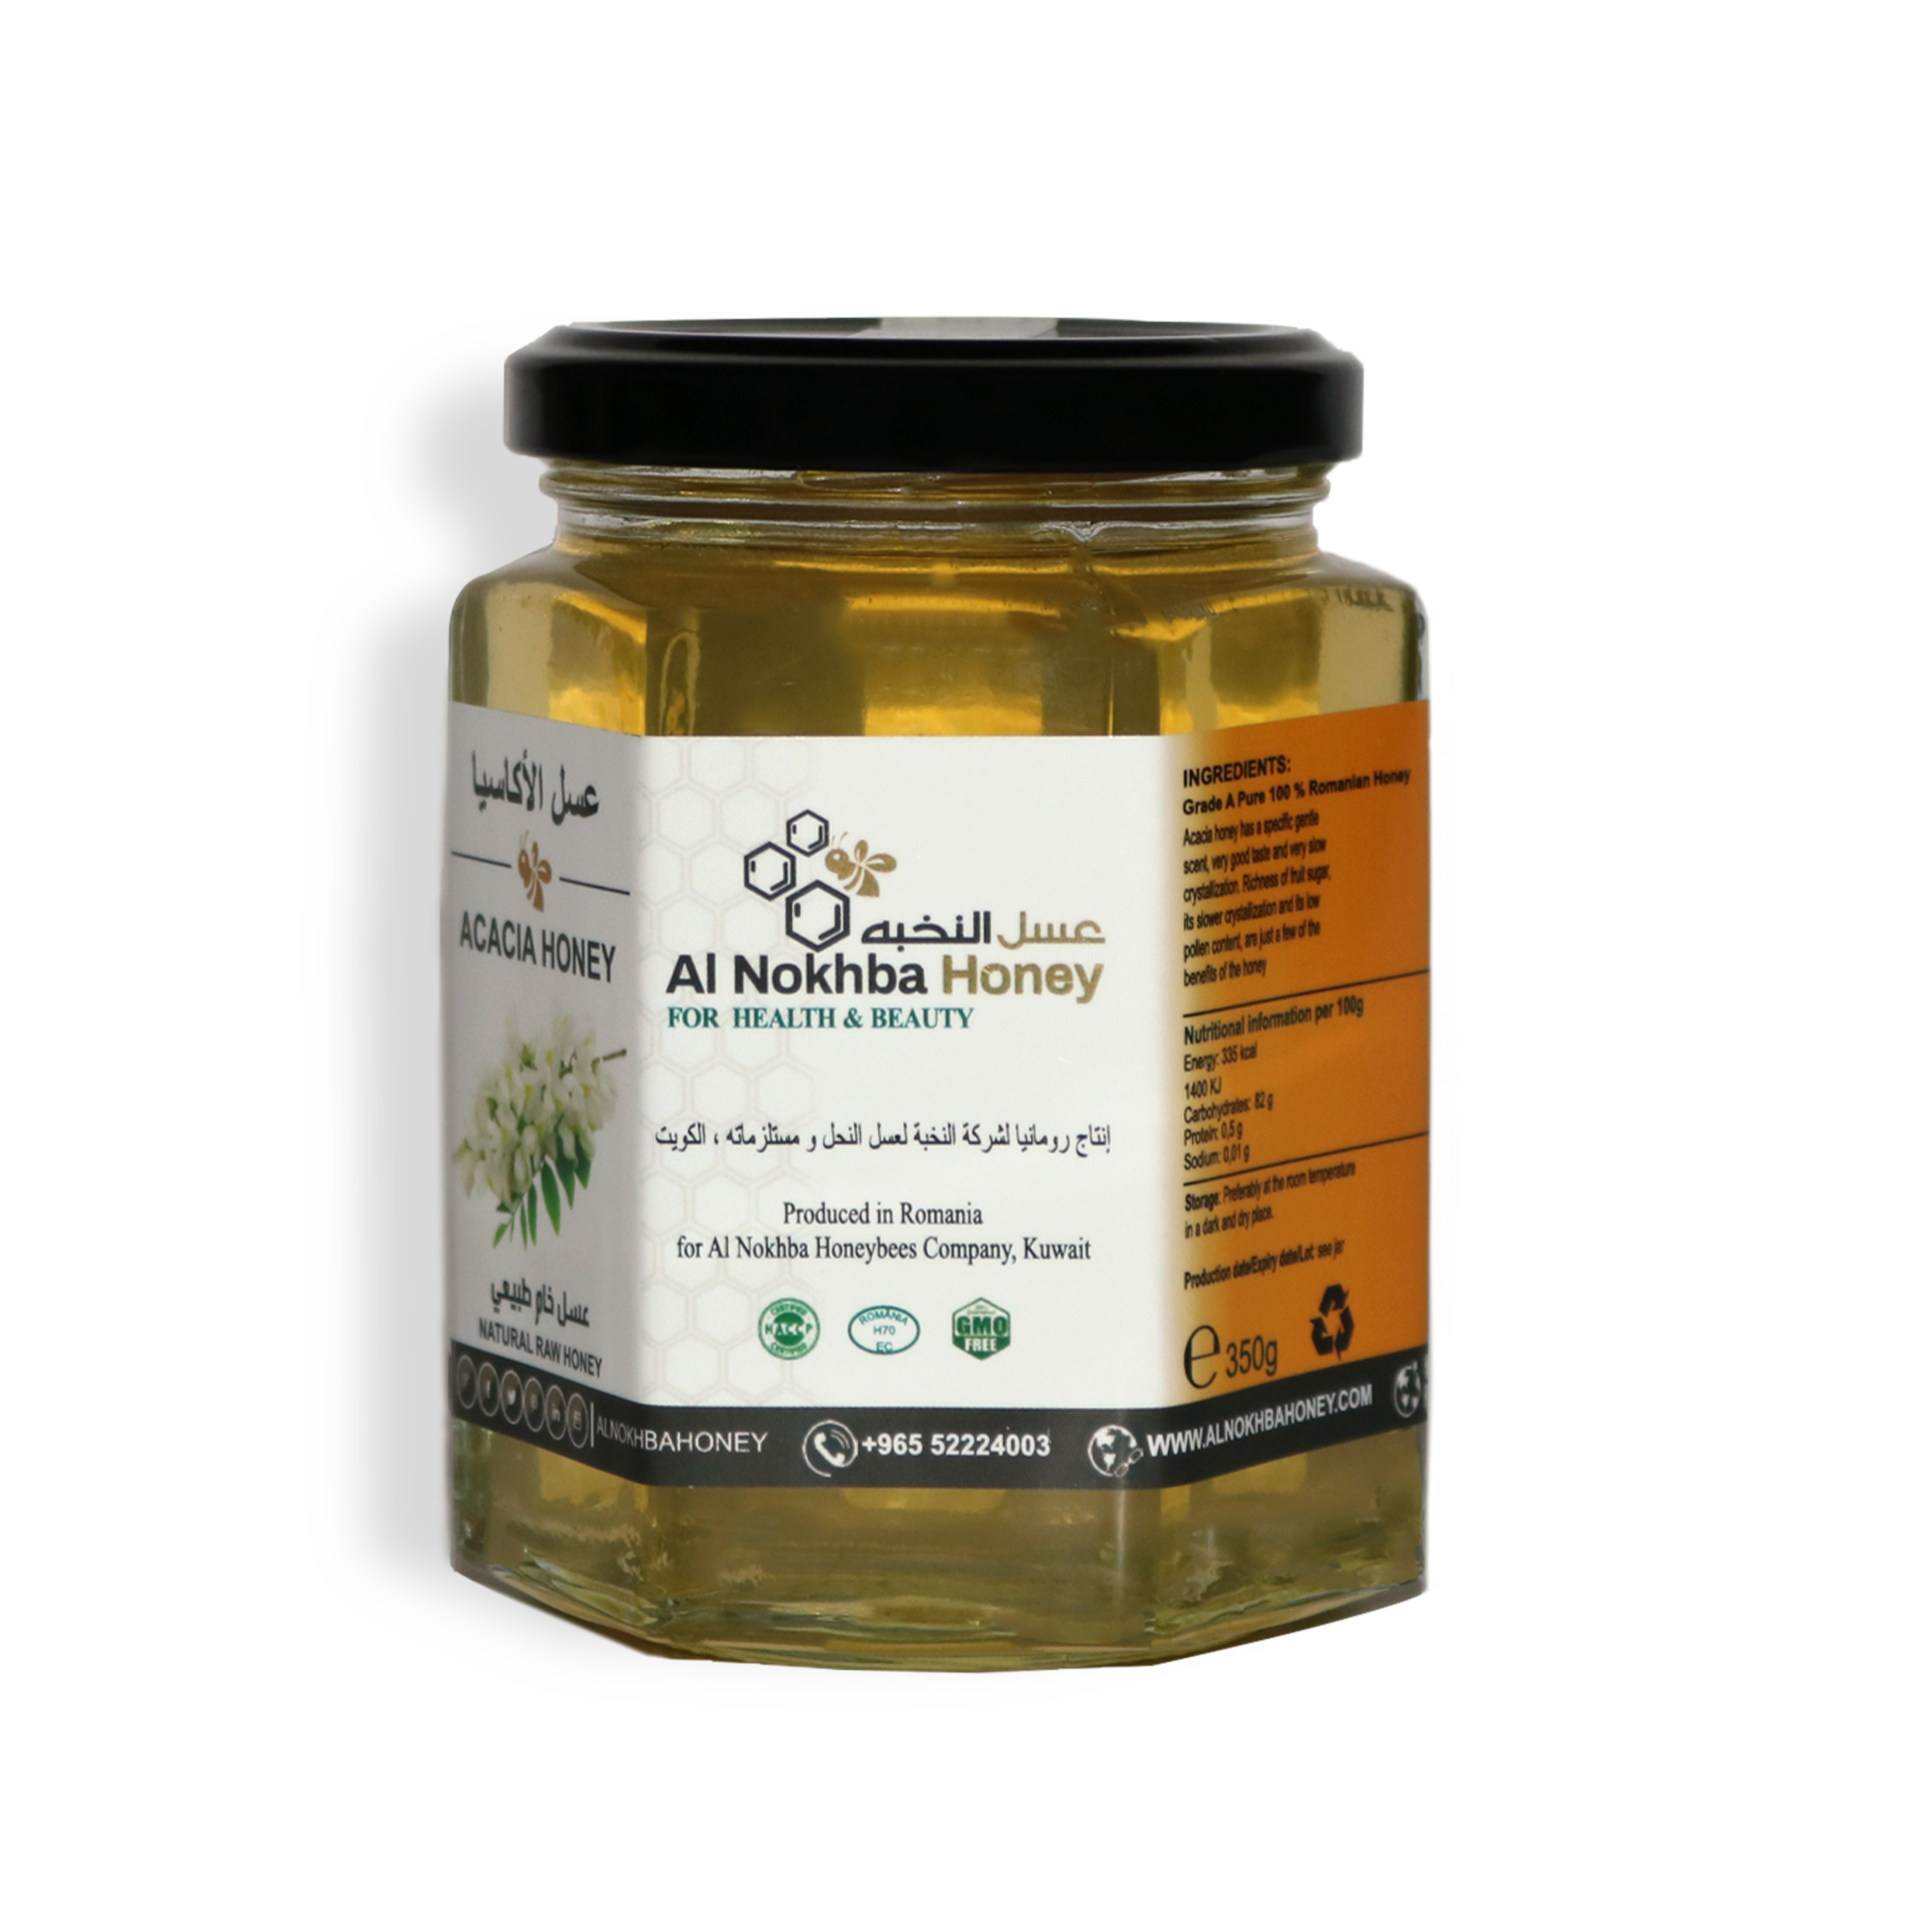 عسل الأكاسيا
ACACIA HONEY
عسل خام طبيعي
NATURAL RAW HONEY
عسل النخبه
Al Nokhba Honey
FOR HEALTH & BEAUTY
إنتاج رومانيا لشركة النخبة لعسل النحل و مستلزماته ، الكويت
Produced in Romania
for Al Nokhba Honeybees Company, Kuwait
CERTIFIED
HACCP
CERTIFIED
ROMANIA
H70
EC
GMO
FREE
INGREDIENTS:
Grade A Pure 100 % Romanian Honey
Acacia honey has a specific gentle
scent, very good taste and very slow
crystallization. Richness of fruit sugar,
its slower crystallization and its low
pollen content, are just a few of the
benefits of the honey
Nutritional information per 100g
Energy: 335 kcal
1400 KJ
Carbohydrates: 82 g
Protein: 0,5 g
Sodium: 0,01 g
Storage: Preferably at the room temperature
in a dark and dry place.
Production date/Expiry date/Lot: see jar
e 350g
ALNOKHBAHONEY
+965 52224003
WWW.ALNOKHBAHONEY.COM